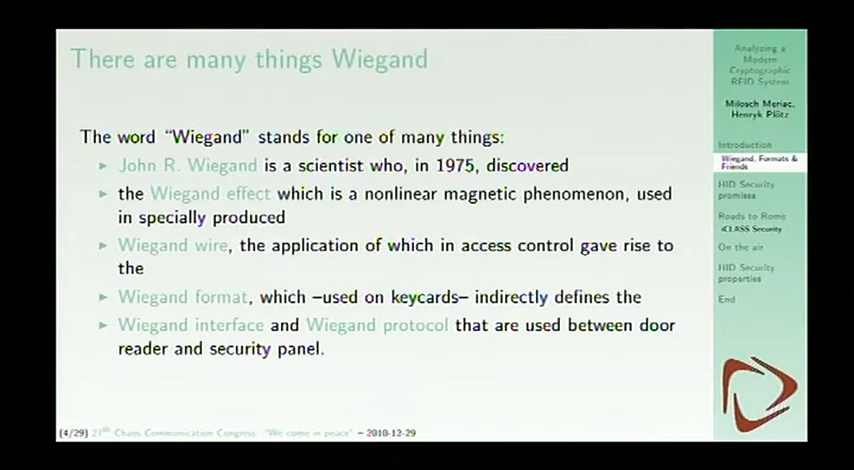 There are many things Wiegand
The word “Wiegand” stands for one of many things:
▶ John R. Wiegand is a scientist who, in 1975, discovered
▶ the Wiegand effect which is a nonlinear magnetic phenomenon, used
in specially produced
▶ Wiegand wire, the application of which in access control gave rise to
the
▶ Wiegand format, which –used on keycards– indirectly defines the
▶ Wiegand interface and Wiegand protocol that are used between door
reader and security panel.
(4/29) 27th Chaos Communication Congress: "We come in peace" – 2010-12-29
Analyzing a
Modern
Cryptographic
RFID System
Milosch Meriac,
Henryk Plötz
Introduction
Wiegand, Formats &
Friends
HID Security
promises
Roads to Rome
iCLASS Security
On the air
HID Security
properties
End